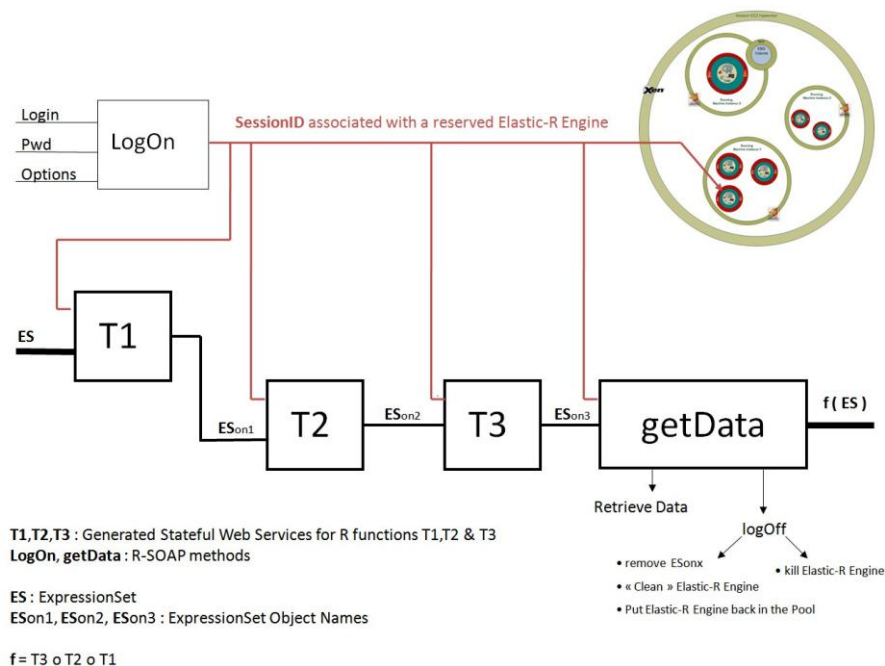 Login
Pwd
Options
LogOn
SessionID associated with a reserved Elastic-R Engine
Xen
ES
T1
ESon1
T2
ESon2
T3
ESon3
getData
f ( ES )
Retrieve Data
logOff
• remove ESonx
• « Clean » Elastic-R Engine
• Put Elastic-R Engine back in the Pool
• kill Elastic-R Engine
T1,T2,T3 : Generated Stateful Web Services for R functions T1,T2 & T3
LogOn, getData : R-SOAP methods
ES : ExpressionSet
ESon1, ESon2, ESon3 : ExpressionSet Object Names
f = T3 o T2 o T1